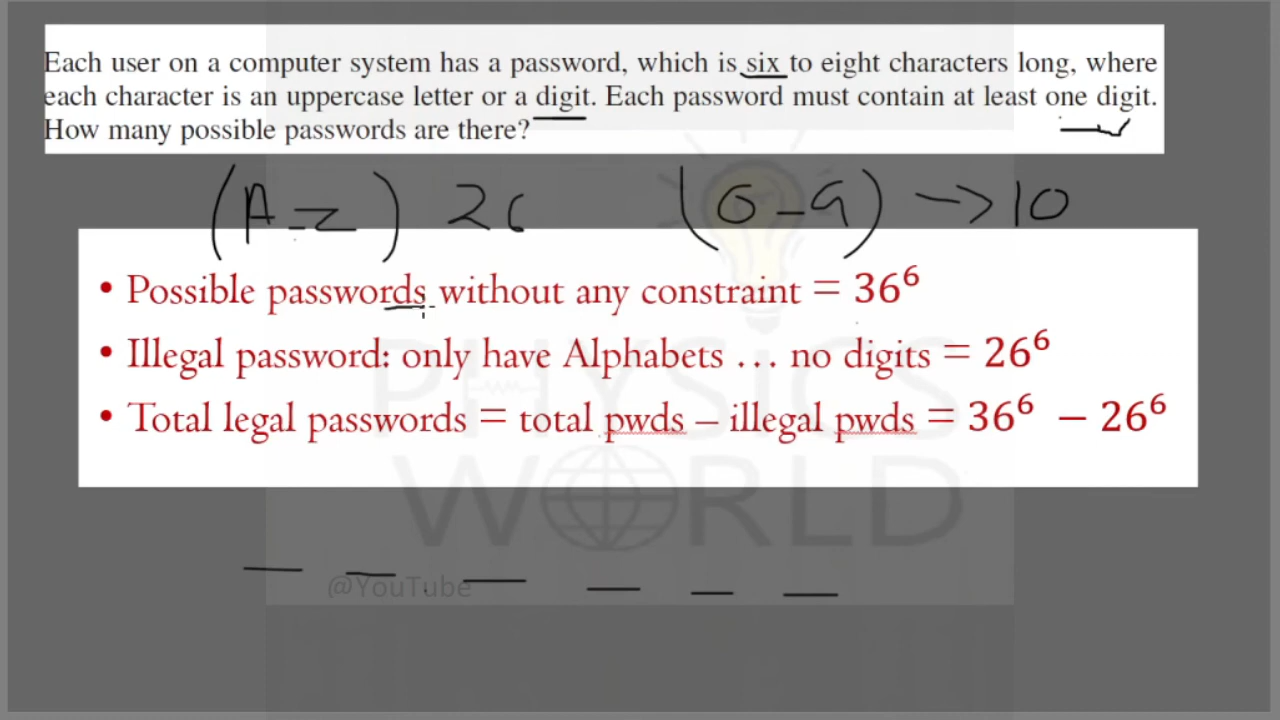 Each user on a computer system has a password, which is six to eight characters long, where
each character is an uppercase letter or a digit. Each password must contain at least one digit.
How many possible passwords are there?
(A-Z) 26 (0-9) → 10
• Possible passwords without any constraint = 36⁶
• Illegal password: only have Alphabets … no digits = 26⁶
• Total legal passwords = total pwds – illegal pwds = 36⁶ − 26⁶
PHYSICS
WORLD
@YouTube